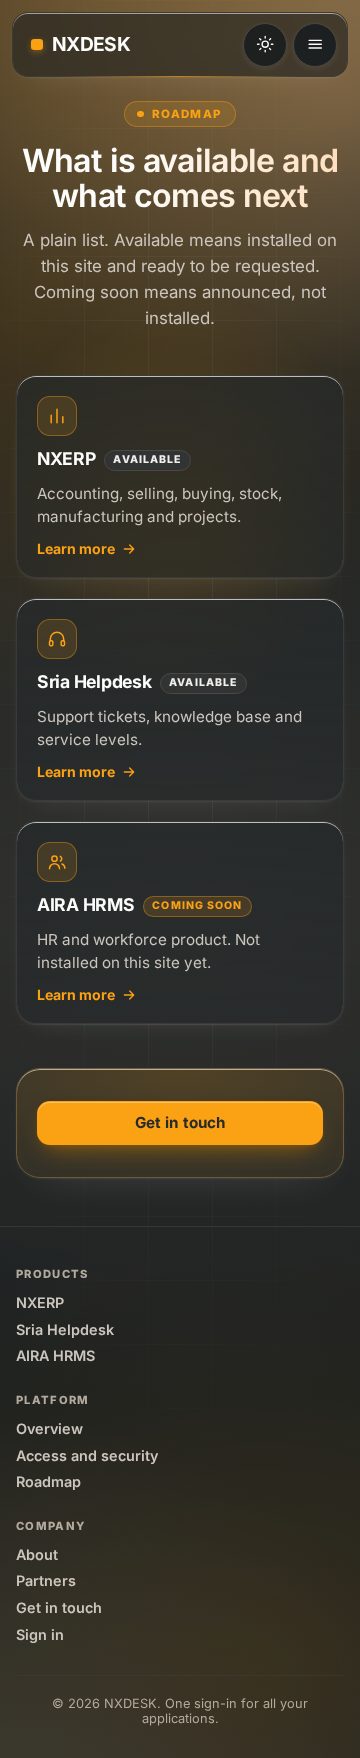 NXDESK
ROADMAP
What is available and
what comes next
A plain list. Available means installed on
this site and ready to be requested.
Coming soon means announced, not
installed.
NXERP AVAILABLE
Accounting, selling, buying, stock,
manufacturing and projects.
Learn more →
Sria Helpdesk AVAILABLE
Support tickets, knowledge base and
service levels.
Learn more →
AIRA HRMS COMING SOON
HR and workforce product. Not
installed on this site yet.
Learn more →
Get in touch
PRODUCTS
NXERP
Sria Helpdesk
AIRA HRMS
PLATFORM
Overview
Access and security
Roadmap
COMPANY
About
Partners
Get in touch
Sign in
© 2026 NXDESK. One sign-in for all your
applications.